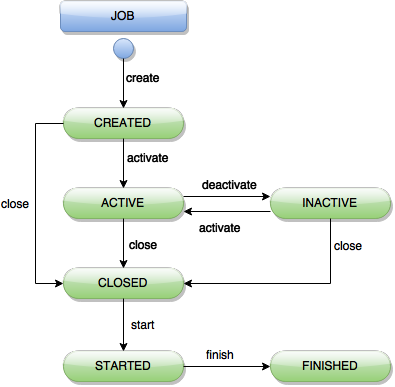 JOB
create
CREATED
activate
deactivate
close
ACTIVE
INACTIVE
activate
close
close
CLOSED
start
finish
STARTED
FINISHED